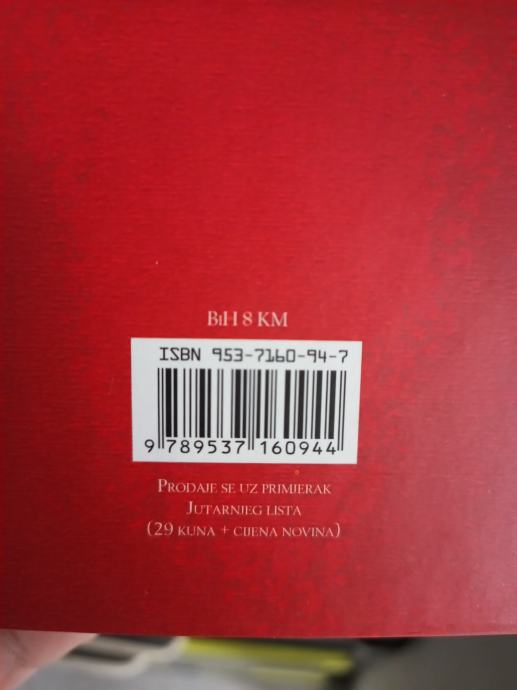 BiH 8 KM
ISBN 953-7160-94-7
9 789537 160944
Prodaje se uz primjerak
Jutarnjeg lista
(29 kuna + cijena novina)